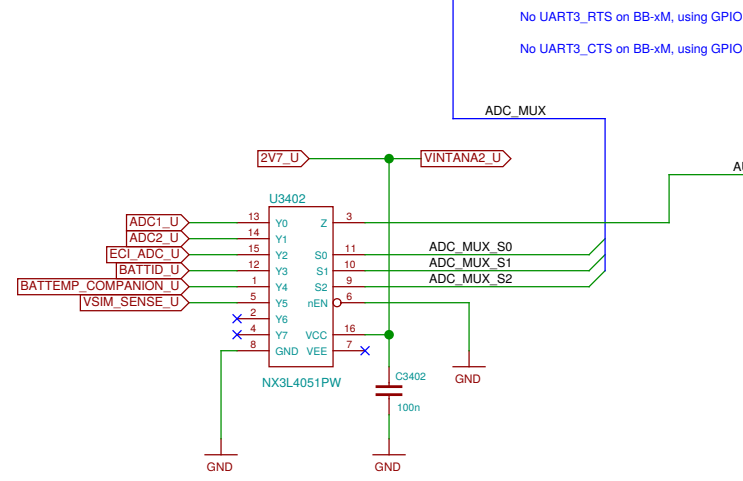 No UART3_RTS on BB-xM, using GPIO
No UART3_CTS on BB-xM, using GPIO
ADC_MUX
2V7_U
VINTANA2_U
AU
U3402
ADC1_U 13 Y0 Z 3
ADC2_U 14 Y1
ECI_ADC_U 15 Y2 S0 11 ADC_MUX_S0
BATTID_U 12 Y3 S1 10 ADC_MUX_S1
BATTEMP_COMPANION_U 1 Y4 S2 9 ADC_MUX_S2
VSIM_SENSE_U 5 Y5 nEN 6
2 Y6
4 Y7 VCC 16
8 GND VEE 7
NX3L4051PW
C3402
100n
GND
GND
GND